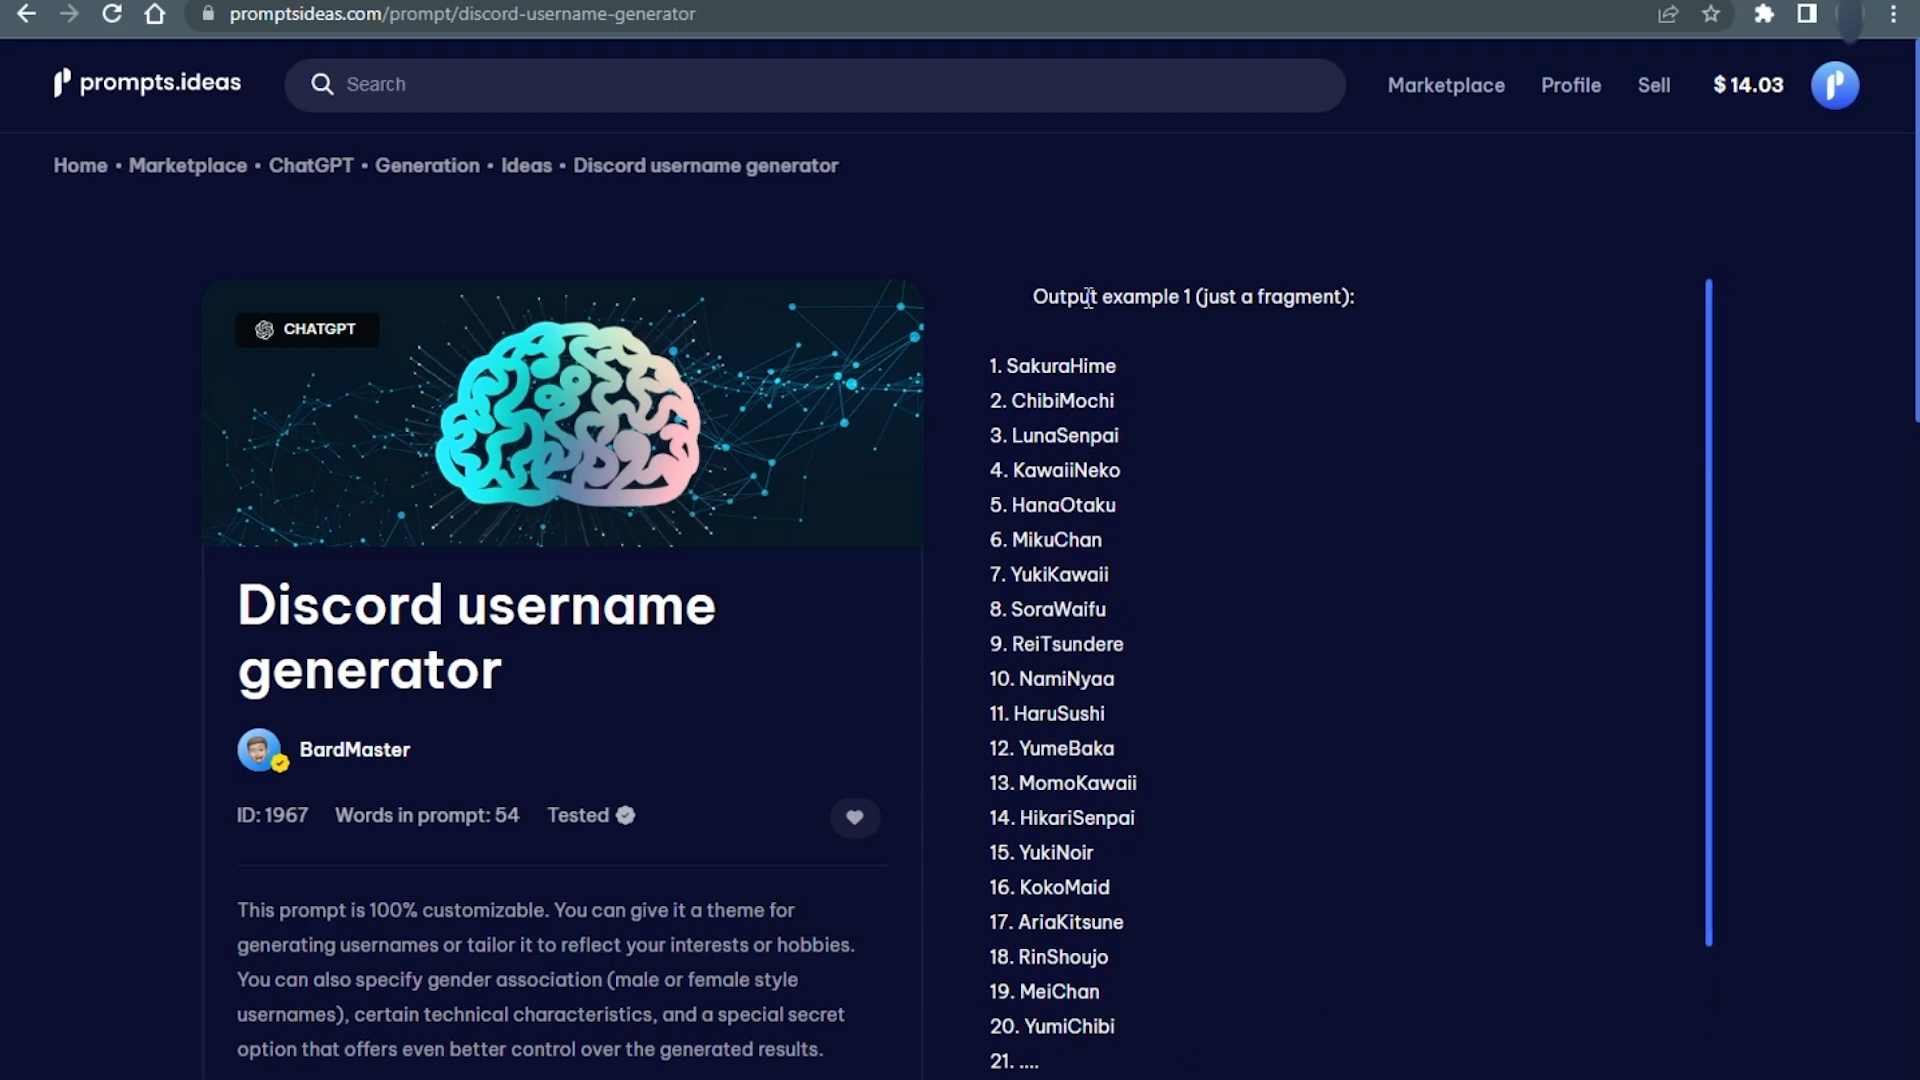 promptsideas.com/prompt/discord-username-generator
prompts.ideas
Search
Marketplace
Profile
Sell
$ 14.03
Home • Marketplace • ChatGPT • Generation • Ideas • Discord username generator
CHATGPT
Discord username
generator
BardMaster
ID: 1967
Words in prompt: 54
Tested
This prompt is 100% customizable. You can give it a theme for
generating usernames or tailor it to reflect your interests or hobbies.
You can also specify gender association (male or female style
usernames), certain technical characteristics, and a special secret
option that offers even better control over the generated results.
Output example 1 (just a fragment):
1. SakuraHime
2. ChibiMochi
3. LunaSenpai
4. KawaiiNeko
5. HanaOtaku
6. MikuChan
7. YukiKawaii
8. SoraWaifu
9. ReiTsundere
10. NamiNyaa
11. HaruSushi
12. YumeBaka
13. MomoKawaii
14. HikariSenpai
15. YukiNoir
16. KokoMaid
17. AriaKitsune
18. RinShoujo
19. MeiChan
20. YumiChibi
21. ....